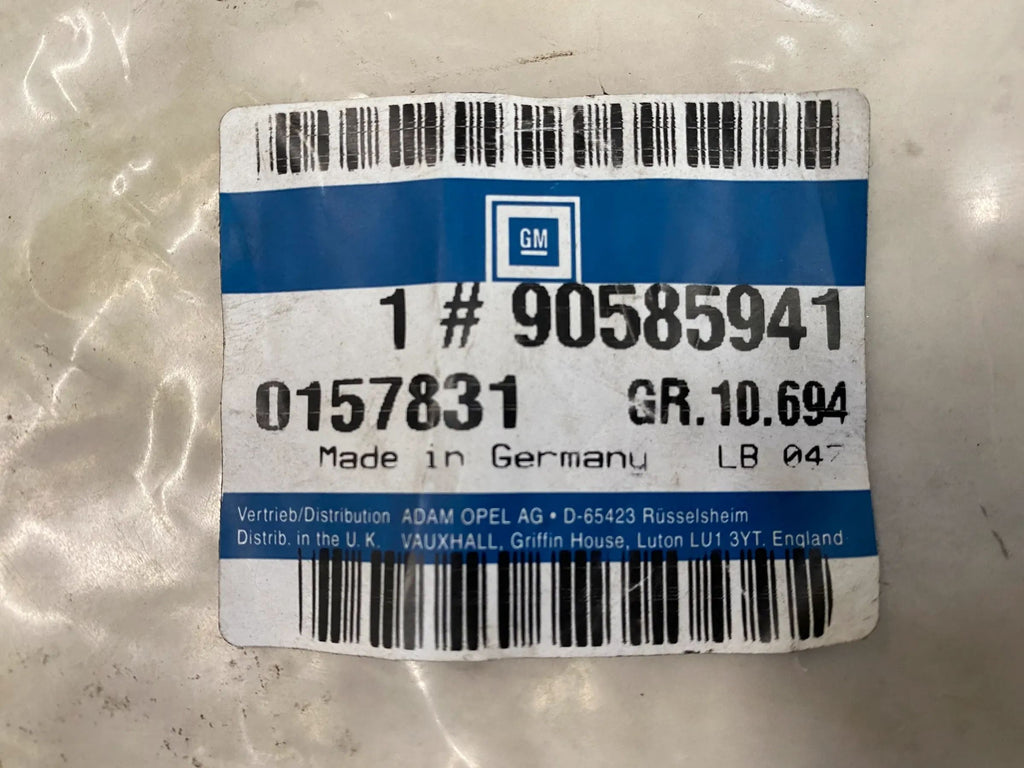 GM
1 # 90585941
0157831 GR.10.694
Made in Germany LB 047
Vertrieb/Distribution ADAM OPEL AG • D-65423 Rüsselsheim
Distrib. in the U. K. VAUXHALL, Griffin House, Luton LU1 3YT. England